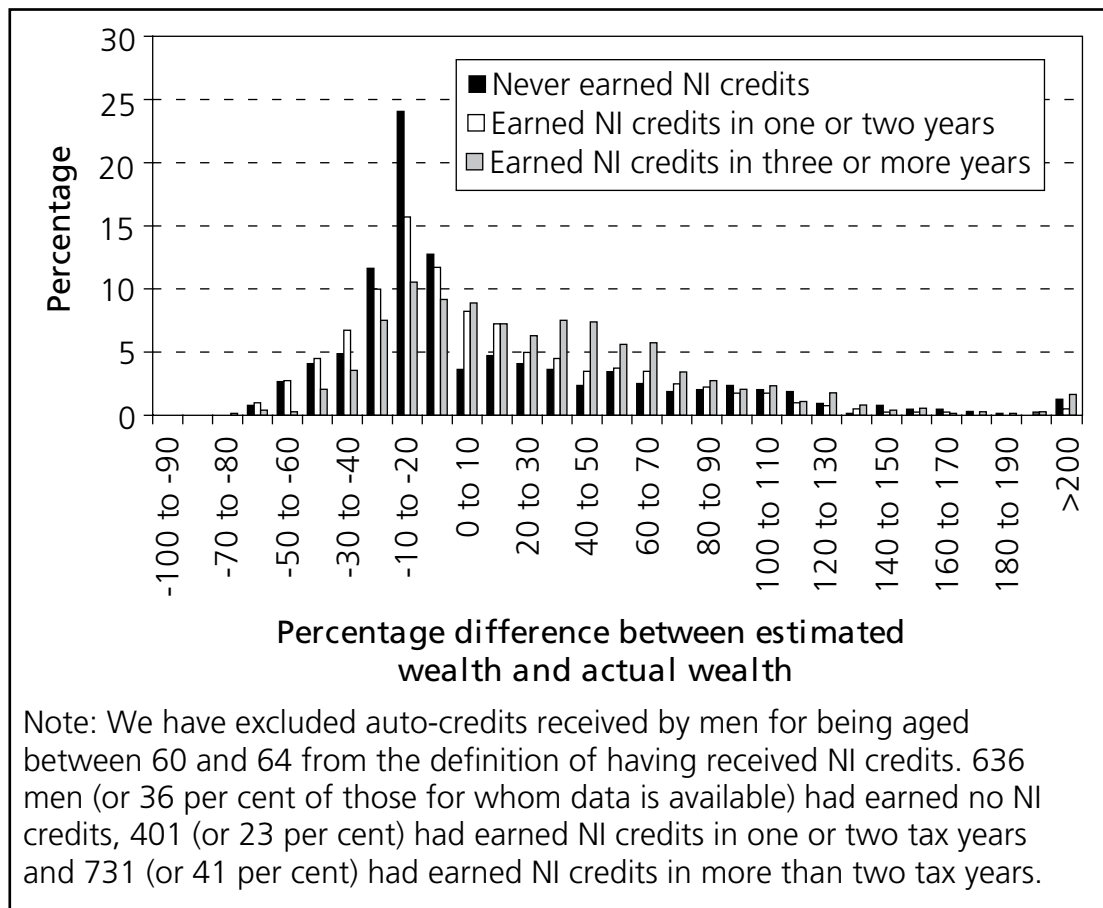 30
25
20
15
10
5
0
Percentage
Never earned NI credits
Earned NI credits in one or two years
Earned NI credits in three or more years
-100 to -90
-70 to -80
-50 to -60
-30 to -40
-10 to -20
0 to 10
20 to 30
40 to 50
60 to 70
80 to 90
100 to 110
120 to 130
140 to 150
160 to 170
180 to 190
>200
Percentage difference between estimated
wealth and actual wealth
Note: We have excluded auto-credits received by men for being aged
between 60 and 64 from the definition of having received NI credits. 636
men (or 36 per cent of those for whom data is available) had earned no NI
credits, 401 (or 23 per cent) had earned NI credits in one or two tax years
and 731 (or 41 per cent) had earned NI credits in more than two tax years.